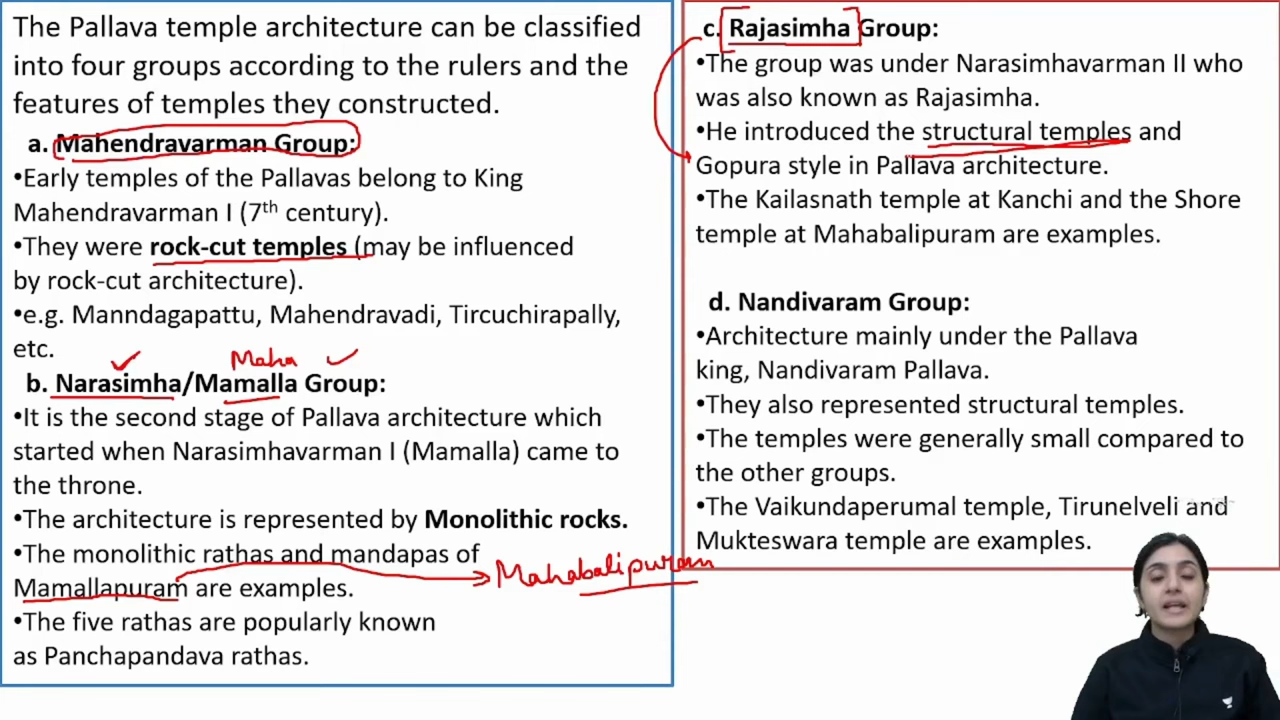 The Pallava temple architecture can be classified
into four groups according to the rulers and the
features of temples they constructed.
a. Mahendravarman Group:
•Early temples of the Pallavas belong to King
Mahendravarman I (7th century).
•They were rock-cut temples (may be influenced
by rock-cut architecture).
•e.g. Manndagapattu, Mahendravadi, Tircuchirapally,
etc.
Maha
b. Narasimha/Mamalla Group:
•It is the second stage of Pallava architecture which
started when Narasimhavarman I (Mamalla) came to
the throne.
•The architecture is represented by Monolithic rocks.
•The monolithic rathas and mandapas of
Mamallapuram are examples.
Mahabalipuram
•The five rathas are popularly known
as Panchapandava rathas.
c. Rajasimha Group:
•The group was under Narasimhavarman II who
was also known as Rajasimha.
•He introduced the structural temples and
Gopura style in Pallava architecture.
•The Kailasnath temple at Kanchi and the Shore
temple at Mahabalipuram are examples.
d. Nandivaram Group:
•Architecture mainly under the Pallava
king, Nandivaram Pallava.
•They also represented structural temples.
•The temples were generally small compared to
the other groups.
•The Vaikundaperumal temple, Tirunelveli and
Mukteswara temple are examples.